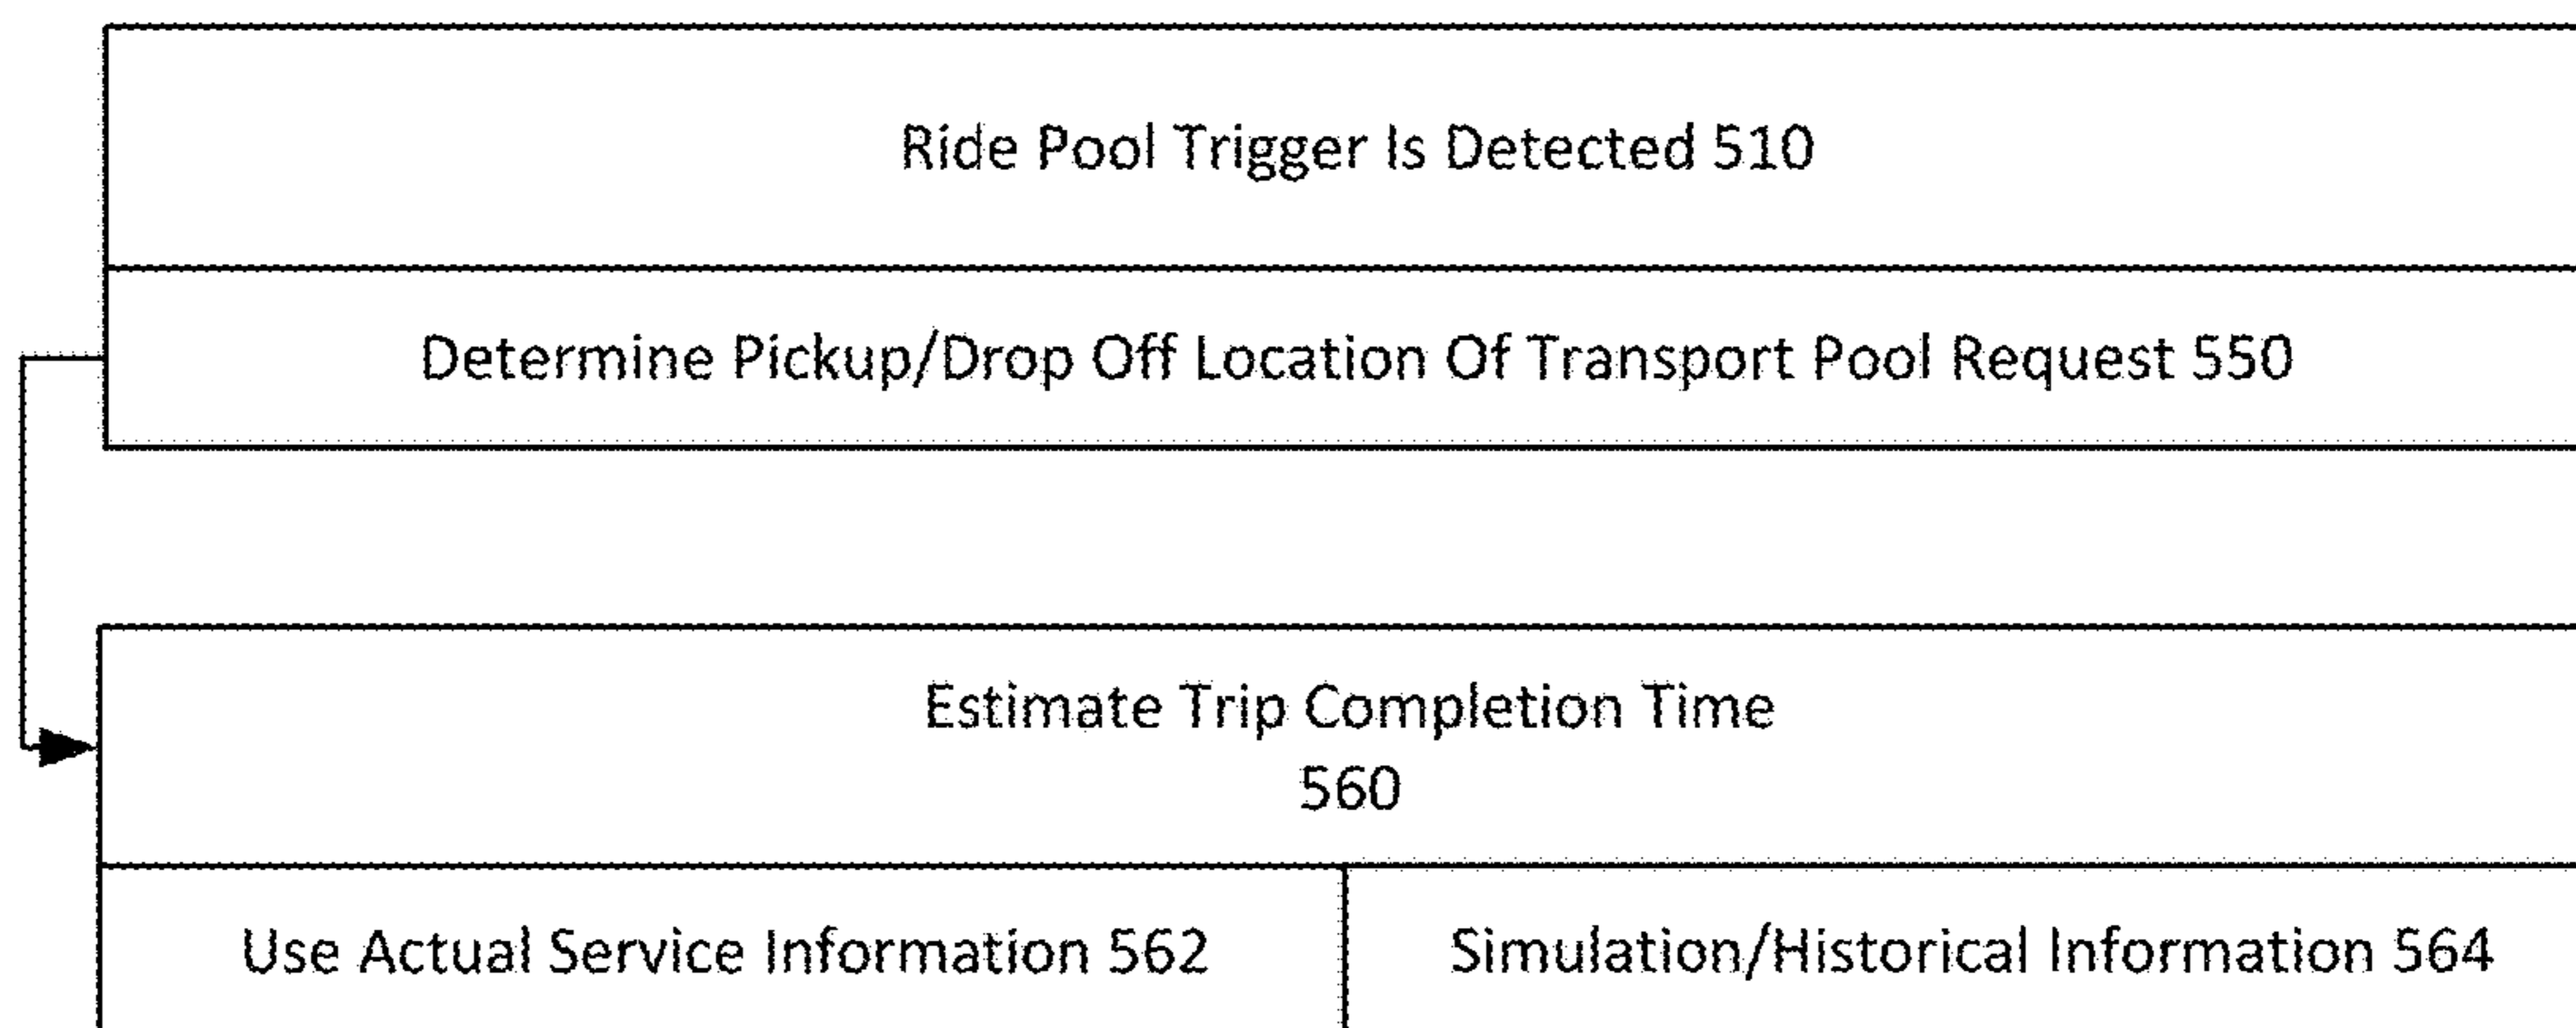 Ride Pool Trigger Is Detected 510
Determine Pickup/Drop Off Location Of Transport Pool Request 550
Estimate Trip Completion Time
560
Use Actual Service Information 562
Simulation/Historical Information 564